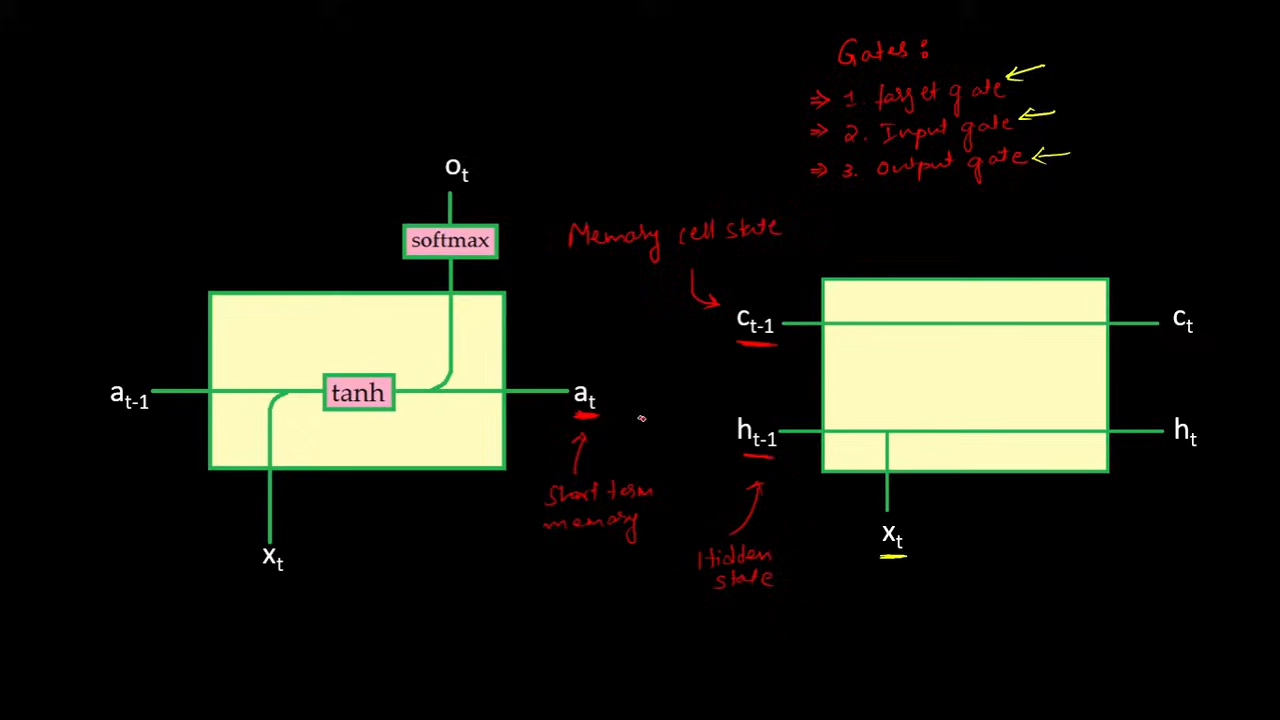 Gates :
⇒ 1. forget gate
⇒ 2. Input gate
⇒ 3. Output gate
oₜ
softmax
Memory cell state
cₜ₋₁
cₜ
aₜ₋₁
tanh
aₜ
hₜ₋₁
hₜ
Short term
memory
xₜ
xₜ
Hidden
state